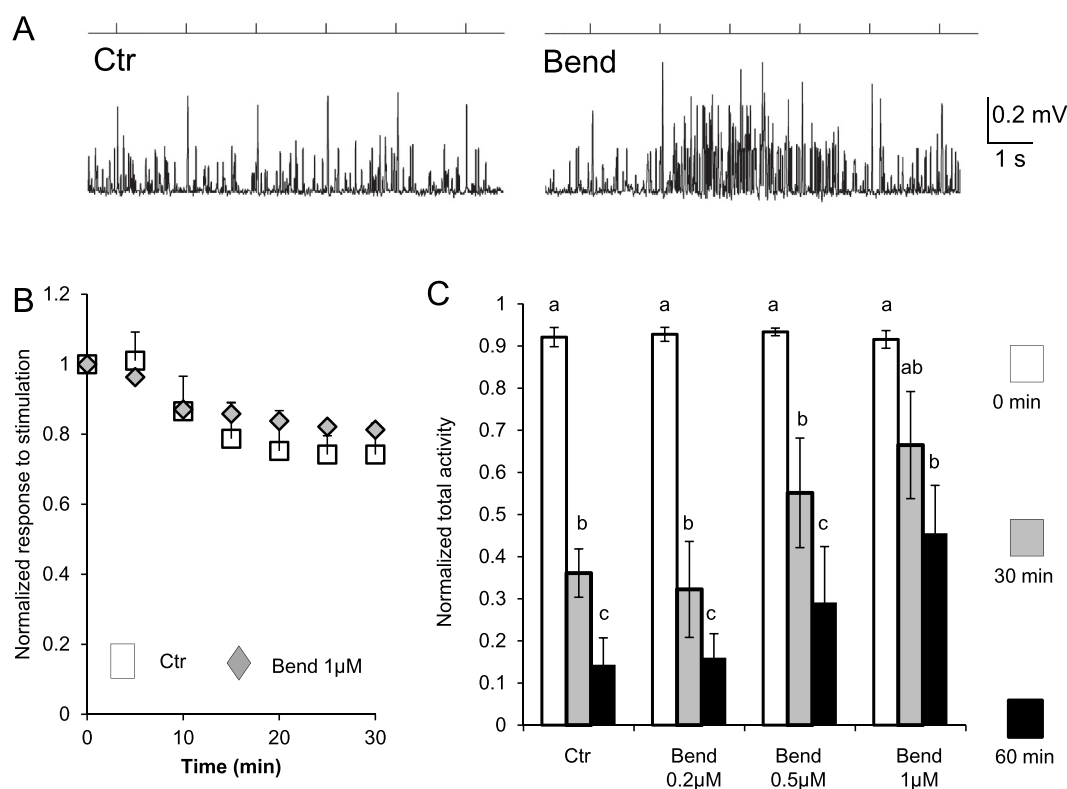 A
Ctr
Bend
0.2 mV
1 s
B
Normalized response to stimulation
1.2
1
0.8
0.6
0.4
0.2
0
0
10
20
30
Time (min)
Ctr
Bend 1µM
C
Normalized total activity
1
0.9
0.8
0.7
0.6
0.5
0.4
0.3
0.2
0.1
0
a
b
c
a
b
c
a
b
c
a
ab
b
Ctr
Bend
0.2µM
Bend
0.5µM
Bend
1µM
0 min
30 min
60 min